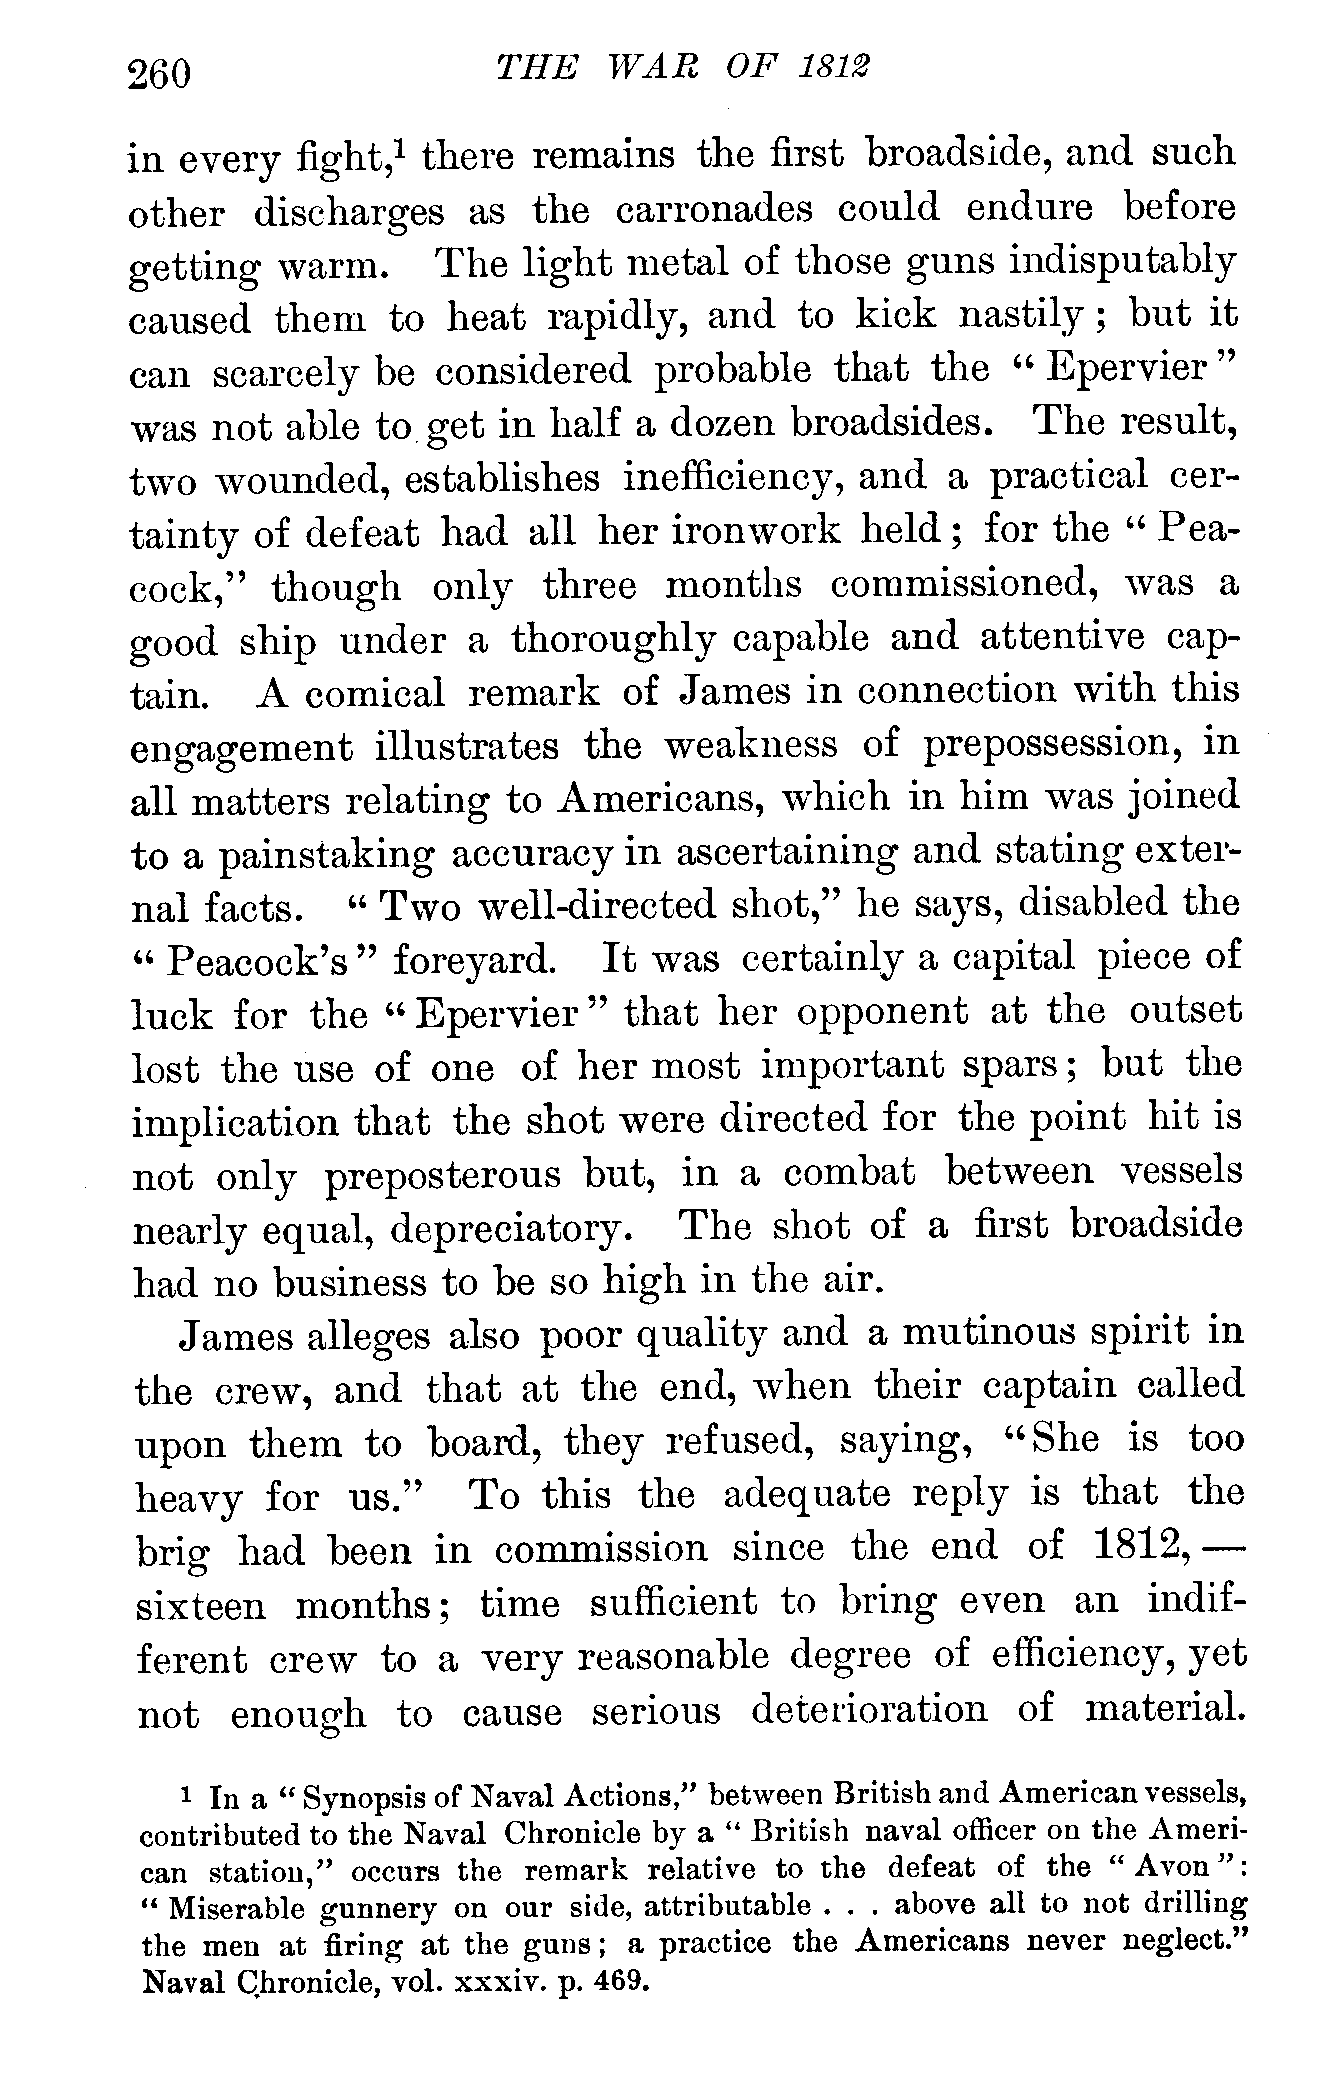 260 THE WAR OF 1812
in every fight,¹ there remains the first broadside, and such
other discharges as the carronades could endure before
getting warm. The light metal of those guns indisputably
caused them to heat rapidly, and to kick nastily; but it
can scarcely be considered probable that the "Epervier"
was not able to get in half a dozen broadsides. The result,
two wounded, establishes inefficiency, and a practical cer-
tainty of defeat had all her ironwork held; for the "Pea-
cock," though only three months commissioned, was a
good ship under a thoroughly capable and attentive cap-
tain. A comical remark of James in connection with this
engagement illustrates the weakness of prepossession, in
all matters relating to Americans, which in him was joined
to a painstaking accuracy in ascertaining and stating exter-
nal facts. "Two well-directed shot," he says, disabled the
"Peacock's" foreyard. It was certainly a capital piece of
luck for the "Epervier" that her opponent at the outset
lost the use of one of her most important spars; but the
implication that the shot were directed for the point hit is
not only preposterous but, in a combat between vessels
nearly equal, depreciatory. The shot of a first broadside
had no business to be so high in the air.
James alleges also poor quality and a mutinous spirit in
the crew, and that at the end, when their captain called
upon them to board, they refused, saying, "She is too
heavy for us." To this the adequate reply is that the
brig had been in commission since the end of 1812,—
sixteen months; time sufficient to bring even an indif-
ferent crew to a very reasonable degree of efficiency, yet
not enough to cause serious deterioration of material.
¹ In a "Synopsis of Naval Actions," between British and American vessels,
contributed to the Naval Chronicle by a "British naval officer on the Ameri-
can station," occurs the remark relative to the defeat of the "Avon":
"Miserable gunnery on our side, attributable . . . above all to not drilling
the men at firing at the guns; a practice the Americans never neglect."
Naval Chronicle, vol. xxxiv. p. 469.